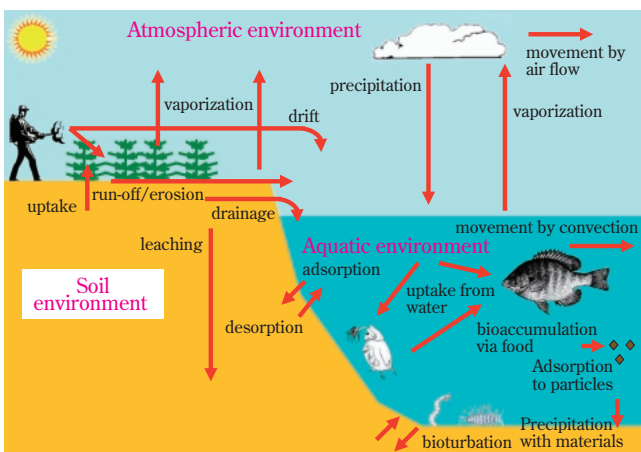 Atmospheric environment
movement by
air flow
precipitation
vaporization
vaporization
drift
run-off/erosion
uptake
drainage
leaching
movement by convection
Aquatic environment
adsorption
Soil
environment
uptake from
water
desorption
bioaccumulation
via food
Adsorption
to particles
Precipitation
with materials
bioturbation